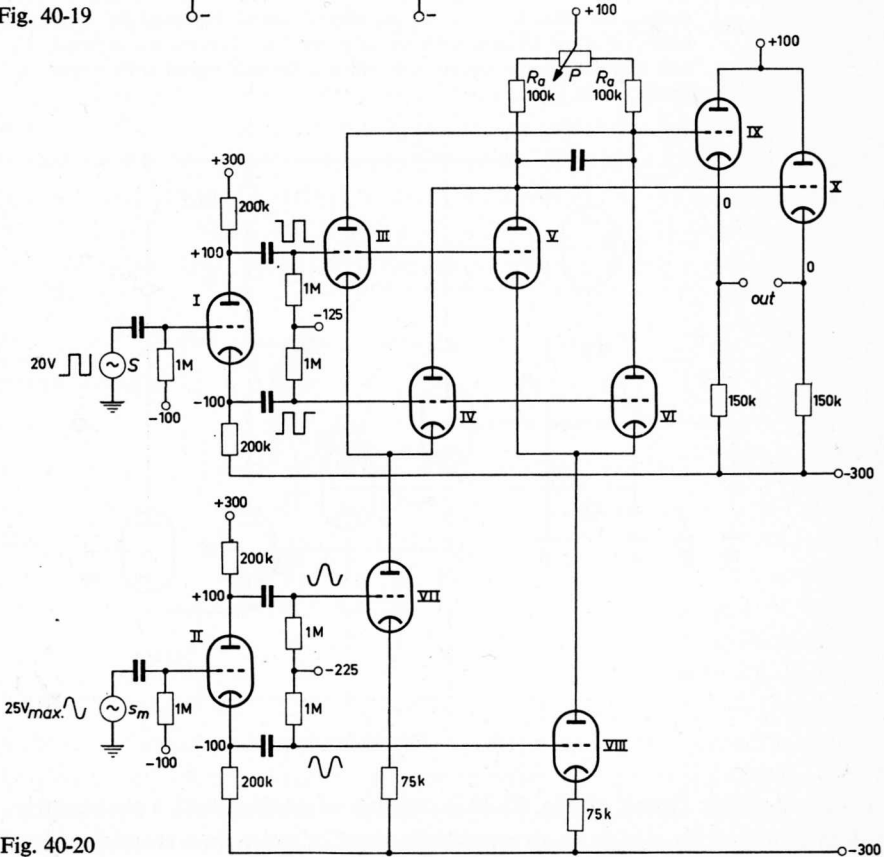 Fig. 40-19
+100
+100
P
Ra
100k
Ra
100k
IX
+300
200k
X
0
III
V
+100
I
1M
-125
0
out
20V
S
1M
1M
-100
-100
IV
VI
150k
150k
200k
-300
+300
200k
+100
VII
II
1M
-225
25Vmax.
Sm
1M
1M
-100
-100
VIII
200k
75k
75k
Fig. 40-20
-300